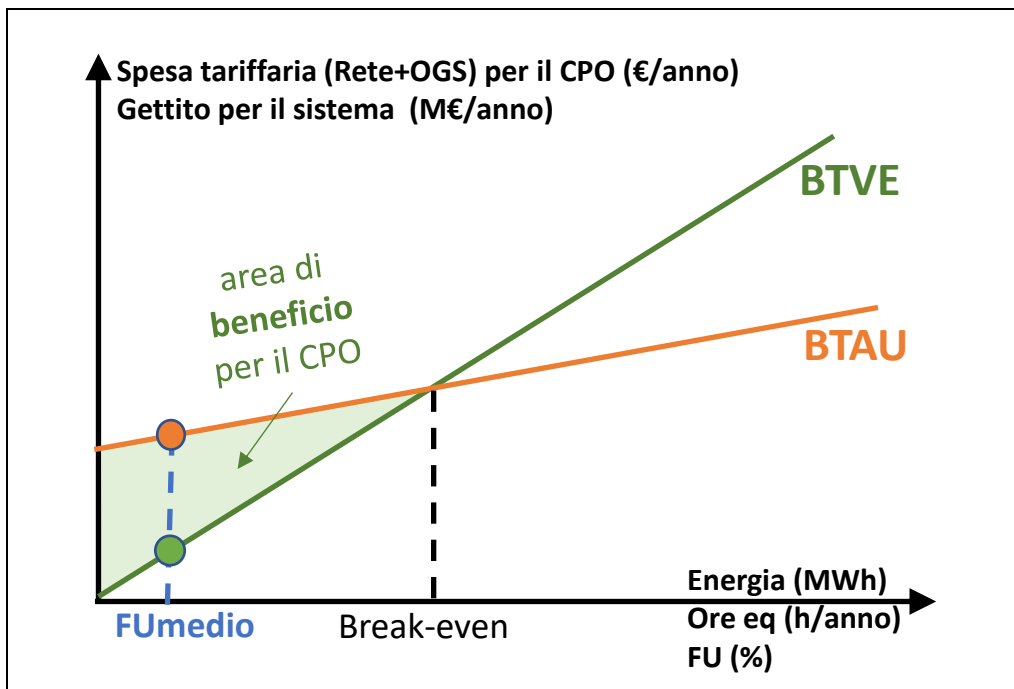 Spesa tariffaria (Rete+OGS) per il CPO (€/anno)
Gettito per il sistema (M€/anno)
BTVE
area di
beneficio
per il CPO
BTAU
Energia (MWh)
FUmedio
Break-even
Ore eq (h/anno)
FU (%)